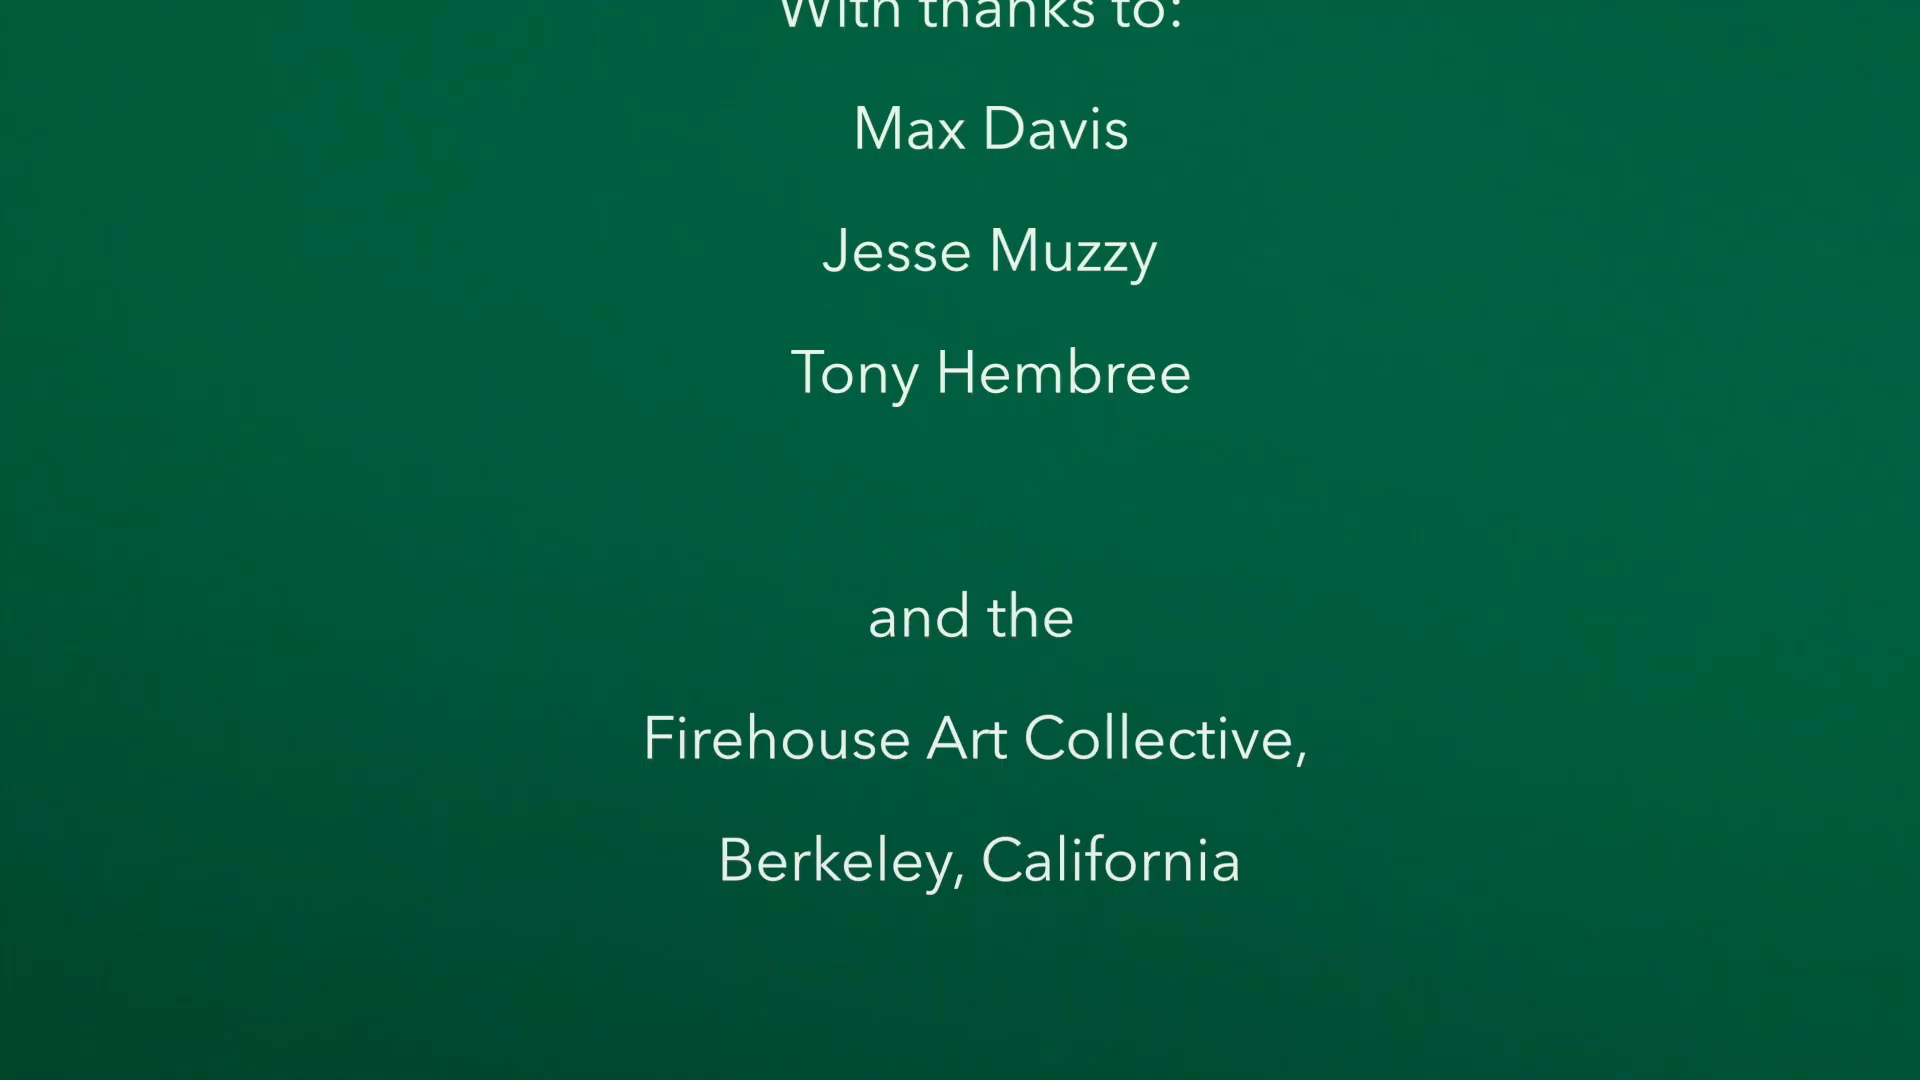 With thanks to:
Max Davis
Jesse Muzzy
Tony Hembree
and the
Firehouse Art Collective,
Berkeley, California